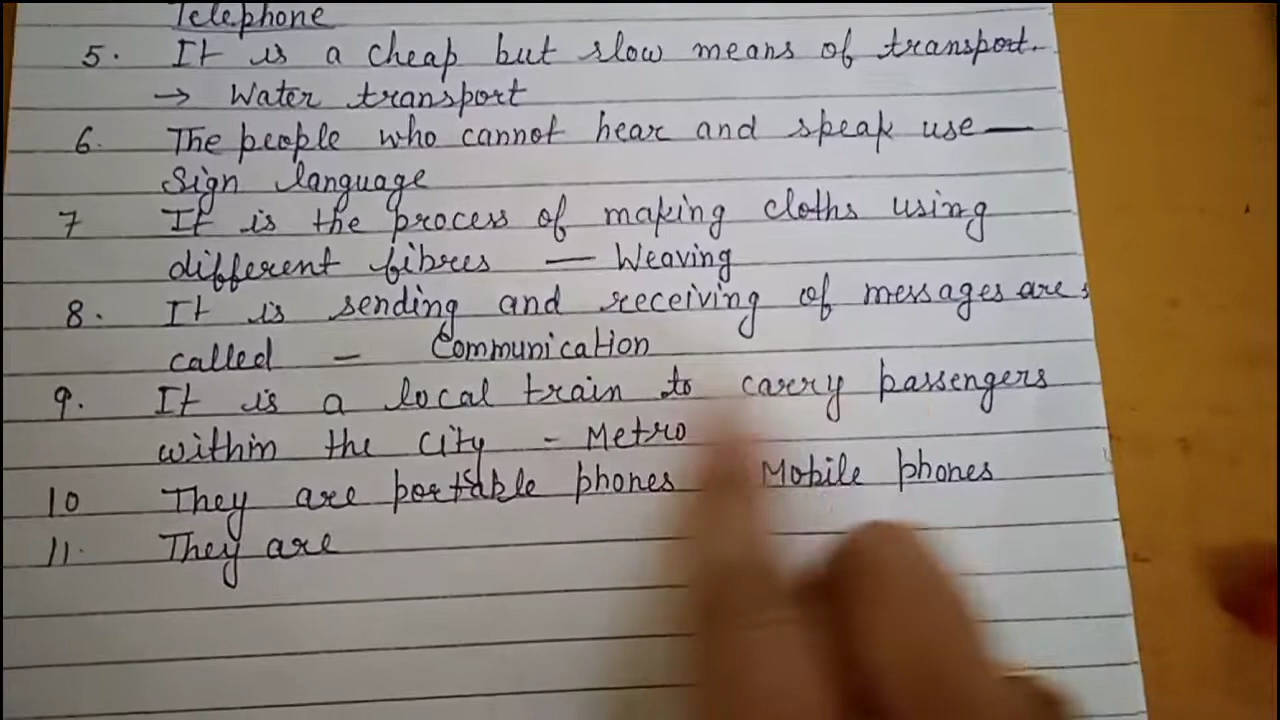 Telephone
5. It is a cheap but slow means of transport.
→ Water transport
6. The people who cannot hear and speak use —
Sign language
7 It is the process of making cloths using
different fibres — Weaving
8. It is sending and receiving of messages are
called – Communication
9. It is a local train to carry passengers
within the city - Metro
10 They are portable phones Mobile phones
11. They are